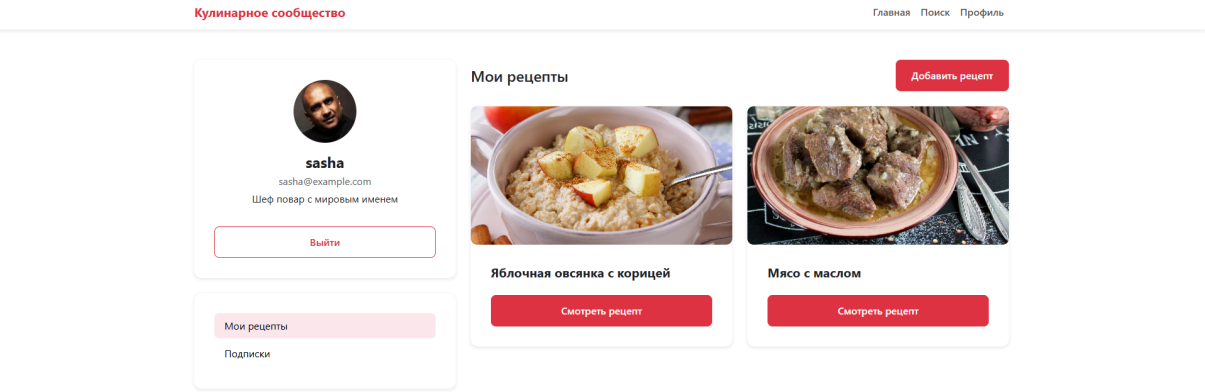 Кулинарное сообщество
Главная Поиск Профиль
sasha
sasha@example.com
Шеф повар с мировым именем
Выйти
Мои рецепты
Подписки
Мои рецепты
Добавить рецепт
Яблочная овсянка с корицей
Смотреть рецепт
Мясо с маслом
Смотреть рецепт